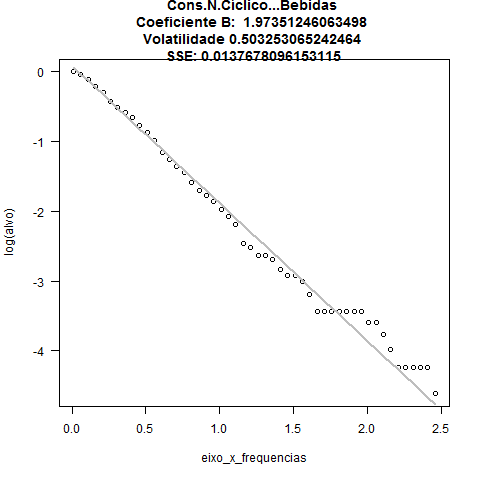 Cons.N.Ciclico...Bebidas
Coeficiente B:  1.97351246063498
Volatilidade 0.503253065242464
SSE: 0.0137678096153115
0
-1
-2
-3
-4
log(alvo)
0.0
0.5
1.0
1.5
2.0
2.5
eixo_x_frequencias